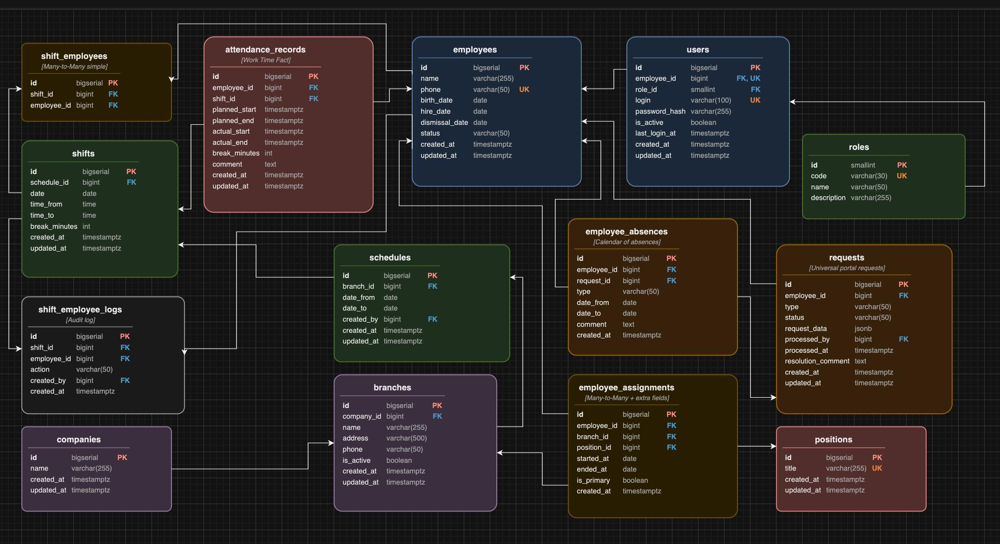 shift_employees
[Many-to-Many simple]
id bigserial PK
shift_id bigint FK
employee_id bigint FK
attendance_records
[Work Time Fact]
id bigserial PK
employee_id bigint FK
shift_id bigint FK
planned_start timestamptz
planned_end timestamptz
actual_start timestamptz
actual_end timestamptz
break_minutes int
comment text
created_at timestamptz
updated_at timestamptz
employees
id bigserial PK
name varchar(255)
phone varchar(50) UK
birth_date date
hire_date date
dismissal_date date
status varchar(50)
created_at timestamptz
updated_at timestamptz
users
id bigserial PK
employee_id bigint FK, UK
role_id smallint FK
login varchar(100) UK
password_hash varchar(255)
is_active boolean
last_login_at timestamptz
created_at timestamptz
updated_at timestamptz
roles
id smallint PK
code varchar(30) UK
name varchar(50)
description varchar(255)
shifts
id bigserial PK
schedule_id bigint FK
date date
time_from time
time_to time
break_minutes int
created_at timestamptz
updated_at timestamptz
schedules
id bigserial PK
branch_id bigint FK
date_from date
date_to date
created_by bigint FK
created_at timestamptz
updated_at timestamptz
employee_absences
[Calendar of absences]
id bigserial PK
employee_id bigint FK
request_id bigint FK
type varchar(50)
date_from date
date_to date
comment text
created_at timestamptz
requests
[Universal portal requests]
id bigserial PK
employee_id bigint FK
type varchar(50)
status varchar(50)
request_data jsonb
processed_by bigint FK
processed_at timestamptz
resolution_comment text
created_at timestamptz
updated_at timestamptz
shift_employee_logs
[Audit log]
id bigserial PK
shift_id bigint FK
employee_id bigint FK
action varchar(50)
created_by bigint FK
created_at timestamptz
branches
id bigserial PK
company_id bigint FK
name varchar(255)
address varchar(500)
phone varchar(50)
is_active boolean
created_at timestamptz
updated_at timestamptz
employee_assignments
[Many-to-Many + extra fields]
id bigserial PK
employee_id bigint FK
branch_id bigint FK
position_id bigint FK
started_at date
ended_at date
is_primary boolean
created_at timestamptz
companies
id bigserial PK
name varchar(255)
created_at timestamptz
updated_at timestamptz
positions
id bigserial PK
title varchar(255) UK
created_at timestamptz
updated_at timestamptz